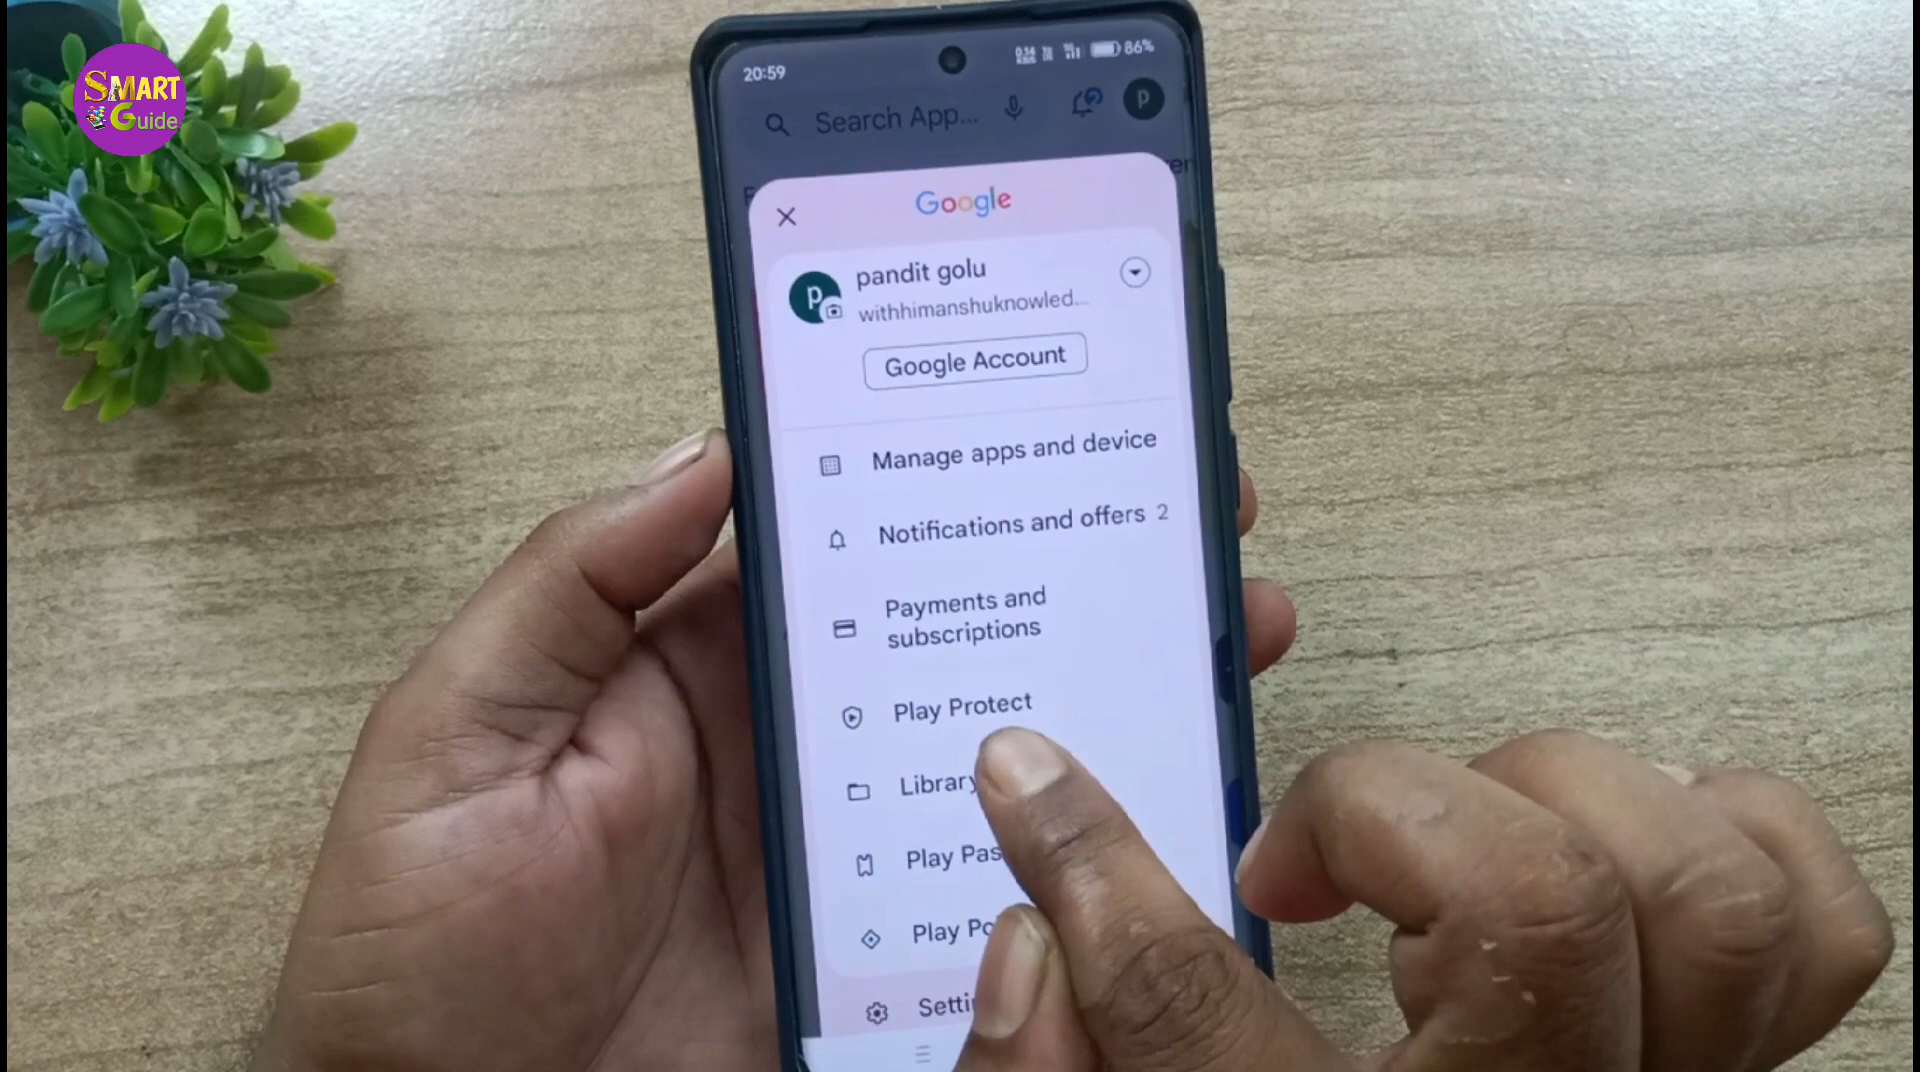 SMART
Guide
20:59
86%
Search App...
P
Google
pandit golu
p
withhimanshuknowled...
Google Account
Manage apps and device
Notifications and offers 2
Payments and
subscriptions
Play Protect
Library
Play Pas
Play Po
Setti